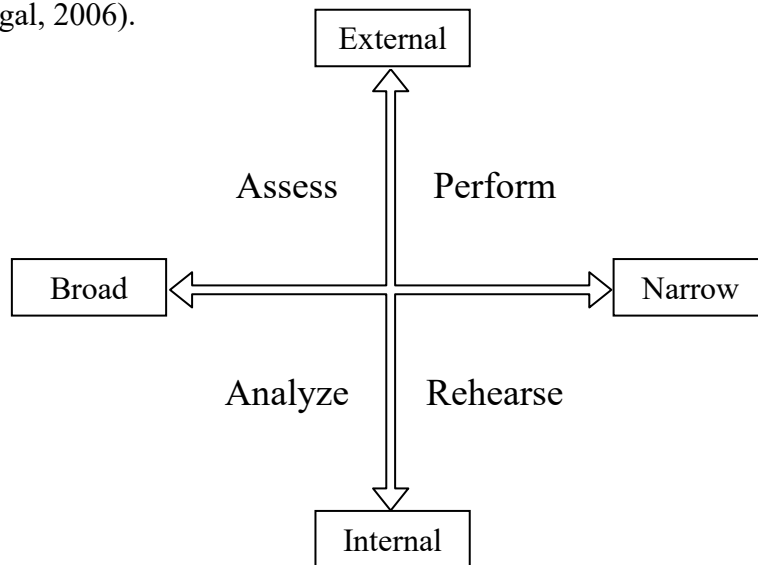 gal, 2006).
External
Assess Perform
Broad Narrow
Analyze Rehearse
Internal